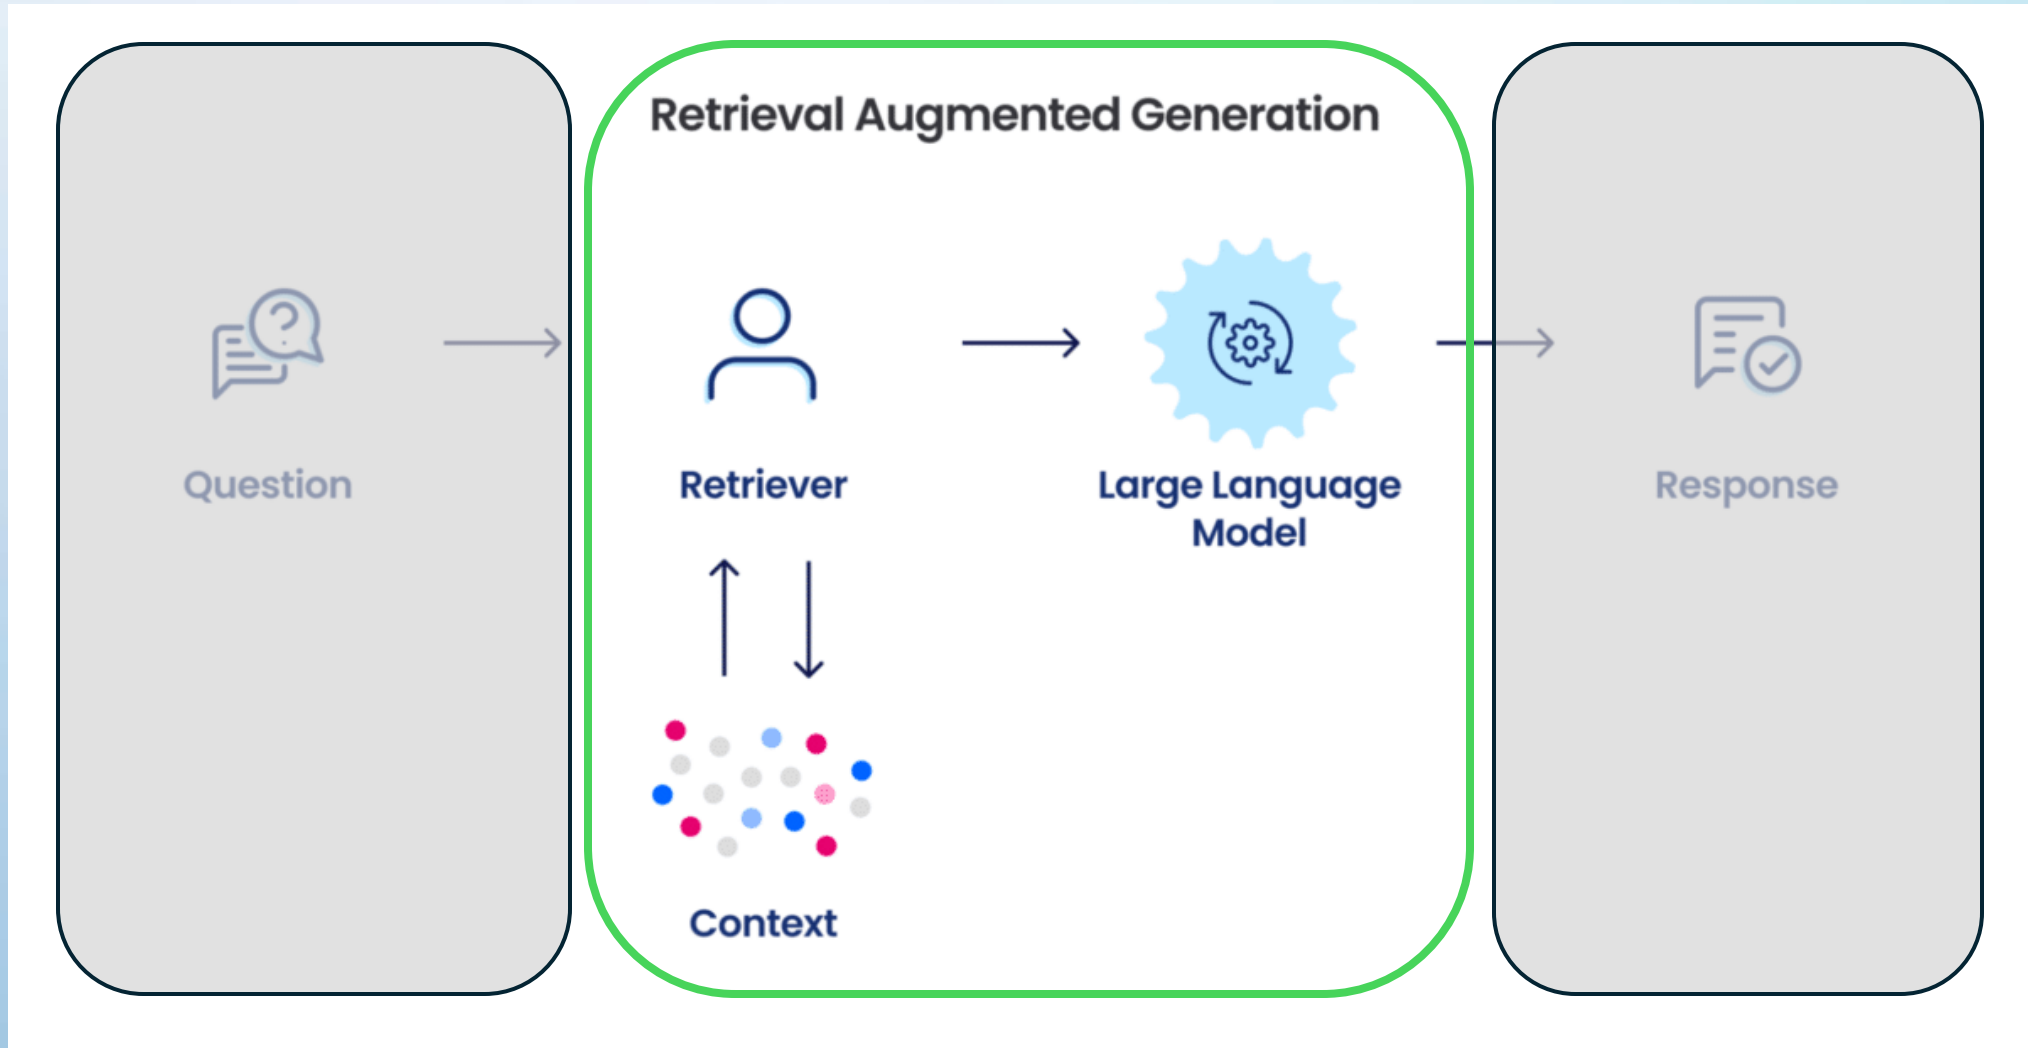 Retrieval Augmented Generation
Question
Retriever
Large Language
Model
Response
Context